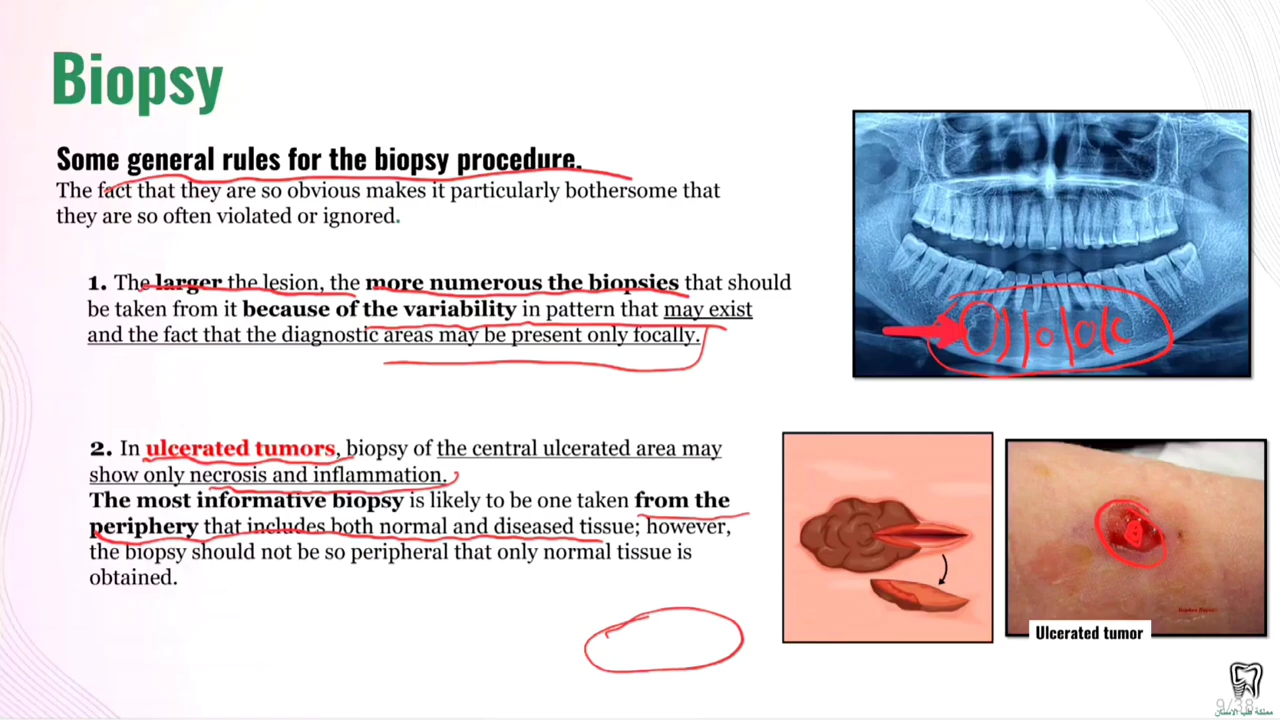 Biopsy
Some general rules for the biopsy procedure.
The fact that they are so obvious makes it particularly bothersome that
they are so often violated or ignored.
1. The larger the lesion, the more numerous the biopsies that should
be taken from it because of the variability in pattern that may exist
and the fact that the diagnostic areas may be present only focally.
2. In ulcerated tumors, biopsy of the central ulcerated area may
show only necrosis and inflammation.
The most informative biopsy is likely to be one taken from the
periphery that includes both normal and diseased tissue; however,
the biopsy should not be so peripheral that only normal tissue is
obtained.
Ulcerated tumor
9/38
مملكة طب الاسنان